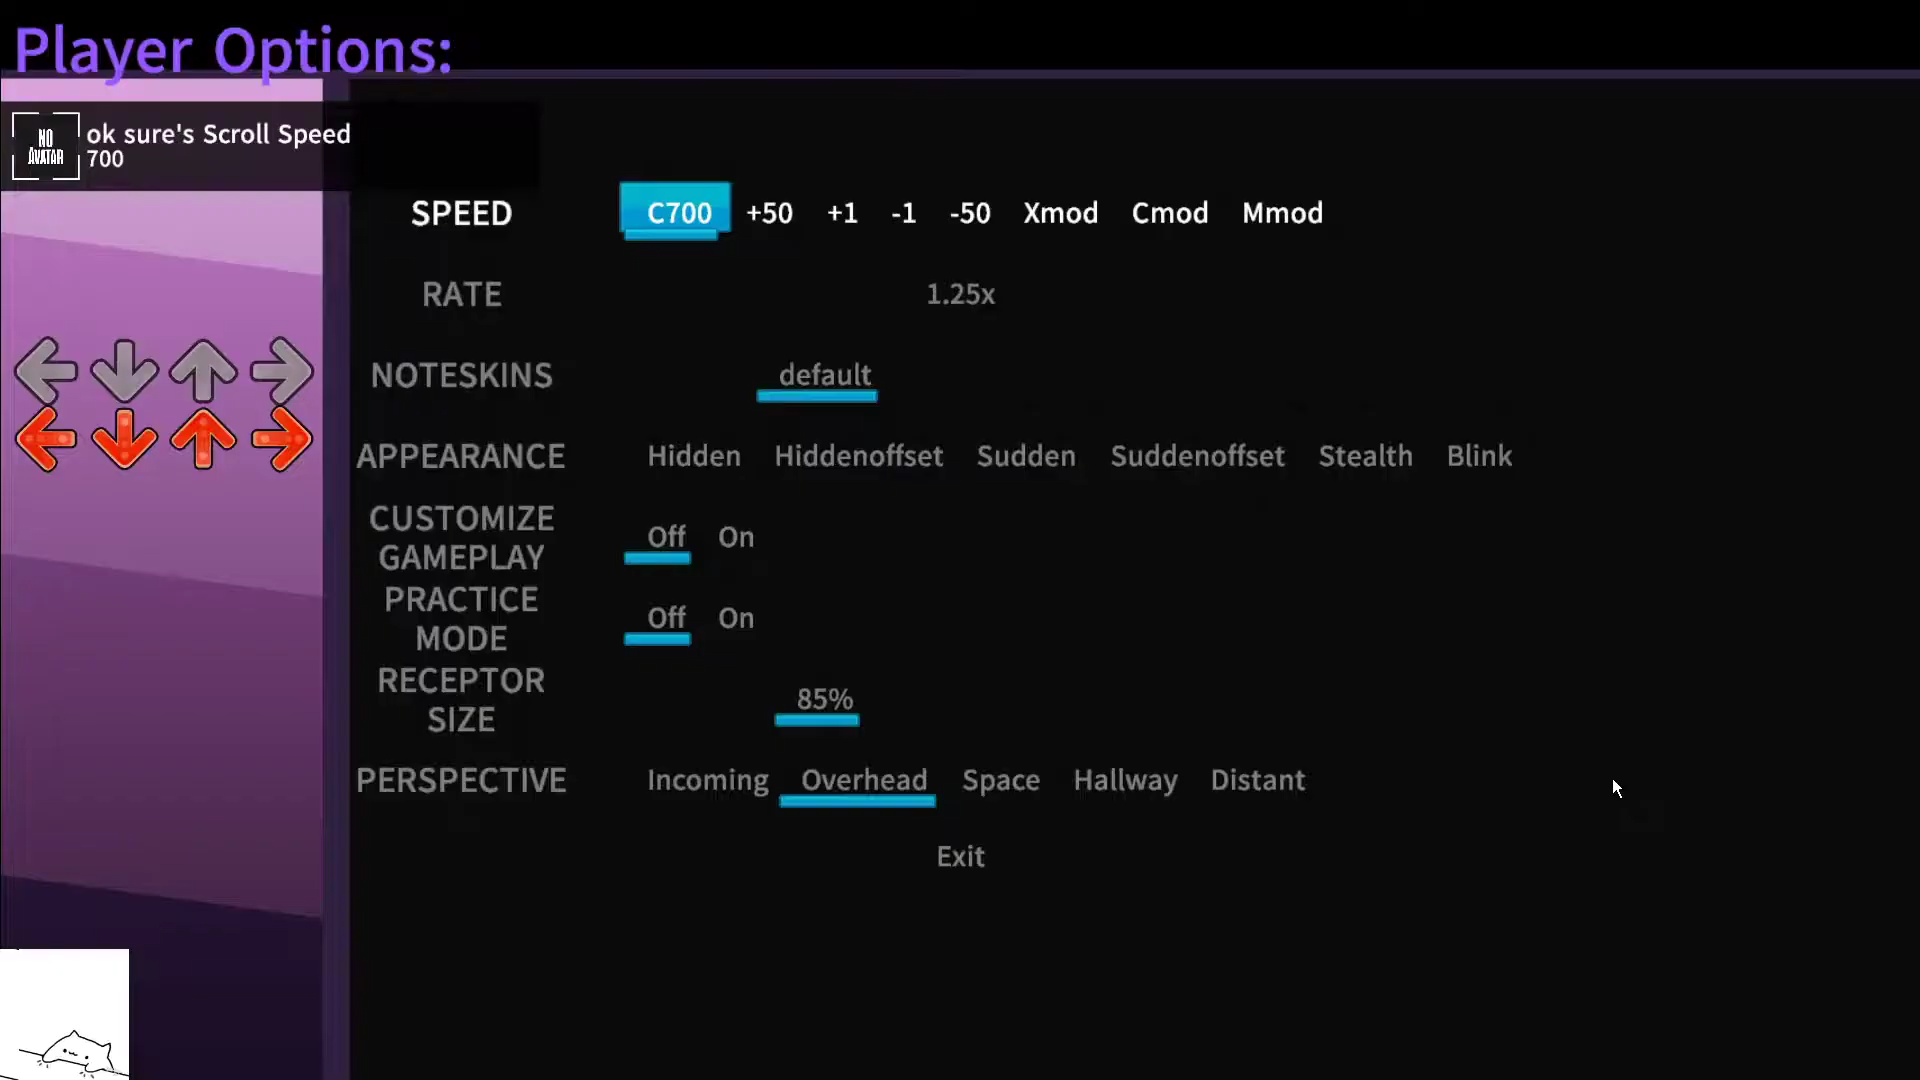 Player Options:
NO
AVATAR
ok sure's Scroll Speed
700
SPEED C700 +50 +1 -1 -50 Xmod Cmod Mmod
RATE 1.25x
NOTESKINS default
APPEARANCE Hidden Hiddenoffset Sudden Suddenoffset Stealth Blink
CUSTOMIZE
GAMEPLAY Off On
PRACTICE
MODE Off On
RECEPTOR
SIZE 85%
PERSPECTIVE Incoming Overhead Space Hallway Distant
Exit